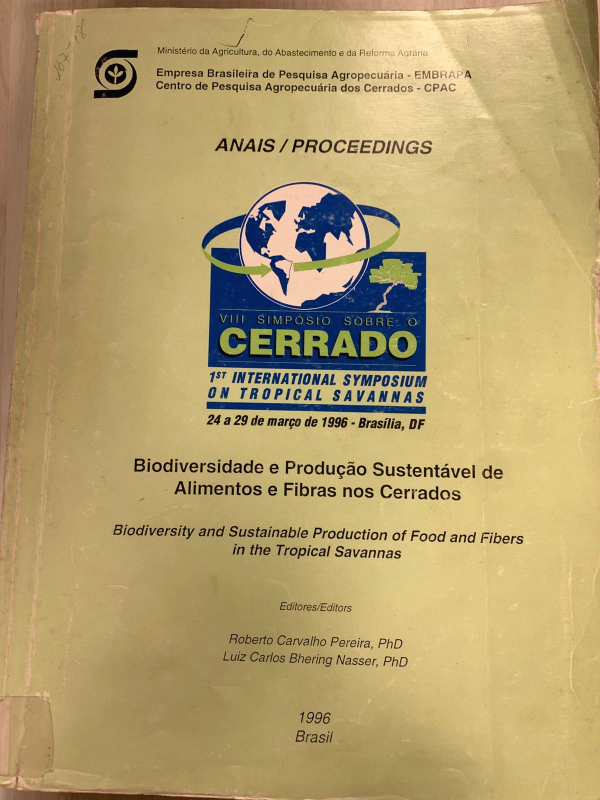 Ministério da Agricultura, do Abastecimento e da Reforma Agrária
Empresa Brasileira de Pesquisa Agropecuária - EMBRAPA
Centro de Pesquisa Agropecuária dos Cerrados - CPAC
ANAIS / PROCEEDINGS
VIII SIMPÓSIO SOBRE O
CERRADO
1ST INTERNATIONAL SYMPOSIUM
ON TROPICAL SAVANNAS
24 a 29 de março de 1996 - Brasília, DF
Biodiversidade e Produção Sustentável de
Alimentos e Fibras nos Cerrados
Biodiversity and Sustainable Production of Food and Fibers
in the Tropical Savannas
Editores/Editors
Roberto Carvalho Pereira, PhD
Luiz Carlos Bhering Nasser, PhD
1996
Brasil